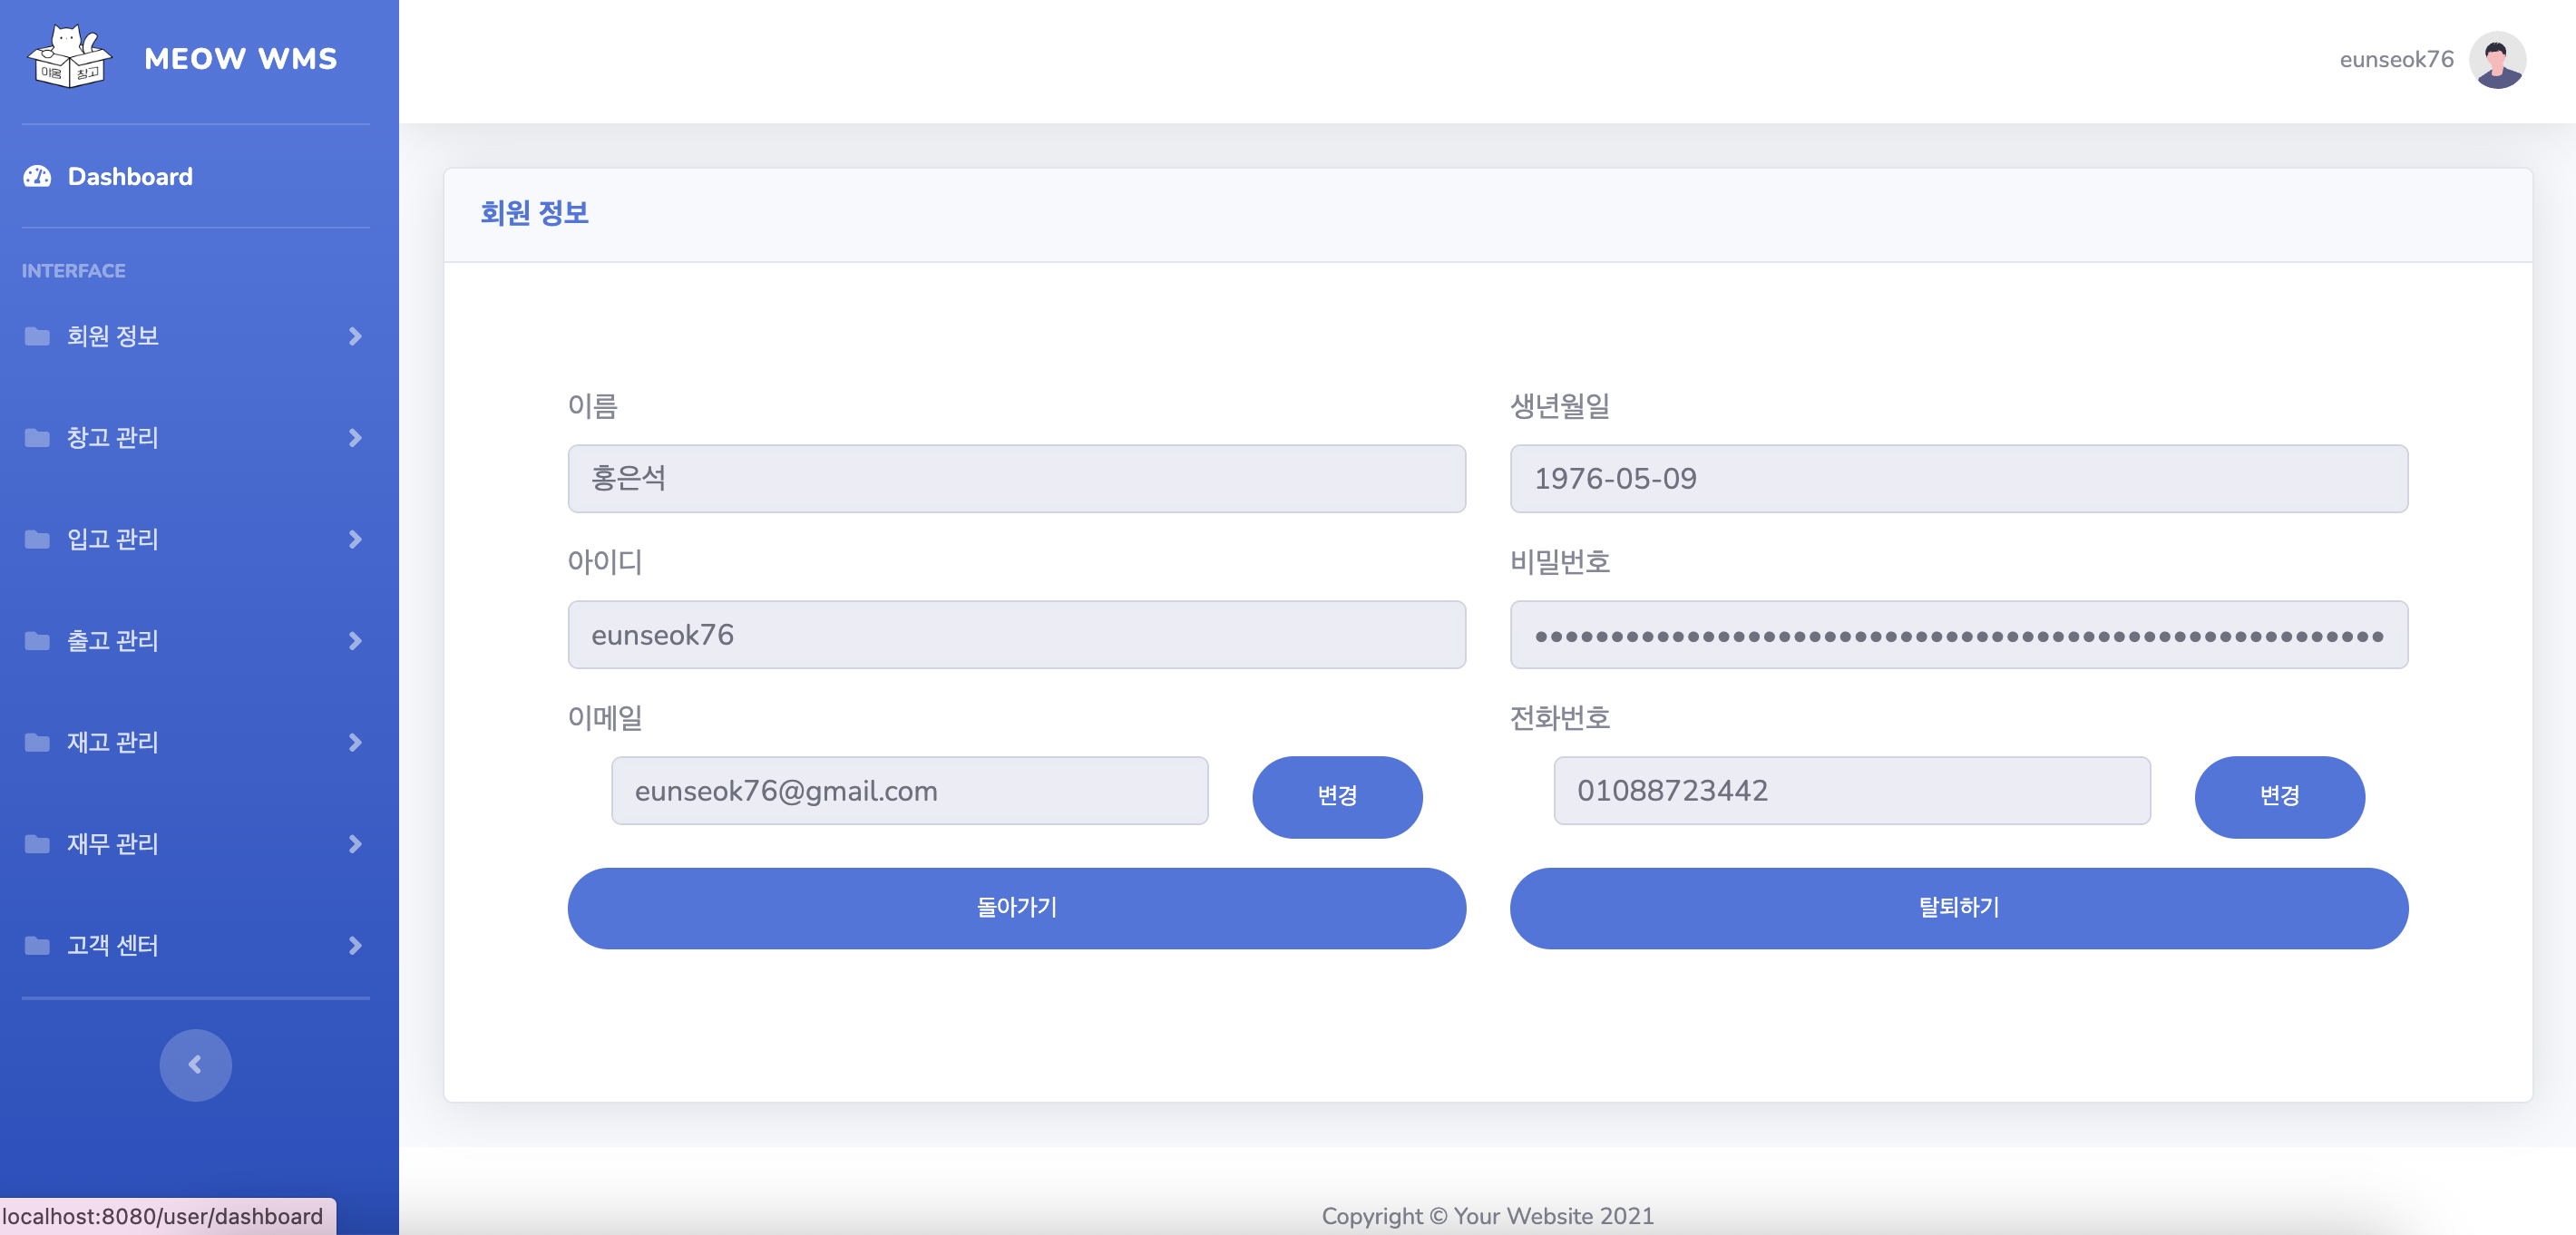 이옹 창고
MEOW WMS
eunseok76
Dashboard
INTERFACE
회원 정보
창고 관리
입고 관리
출고 관리
재고 관리
재무 관리
고객 센터
회원 정보
이름
생년월일
홍은석
1976-05-09
아이디
비밀번호
eunseok76
••••••••••••••••••••••••••••••••••••••••••••••••••••••••
이메일
전화번호
eunseok76@gmail.com
변경
01088723442
변경
돌아가기
탈퇴하기
localhost:8080/user/dashboard
Copyright © Your Website 2021